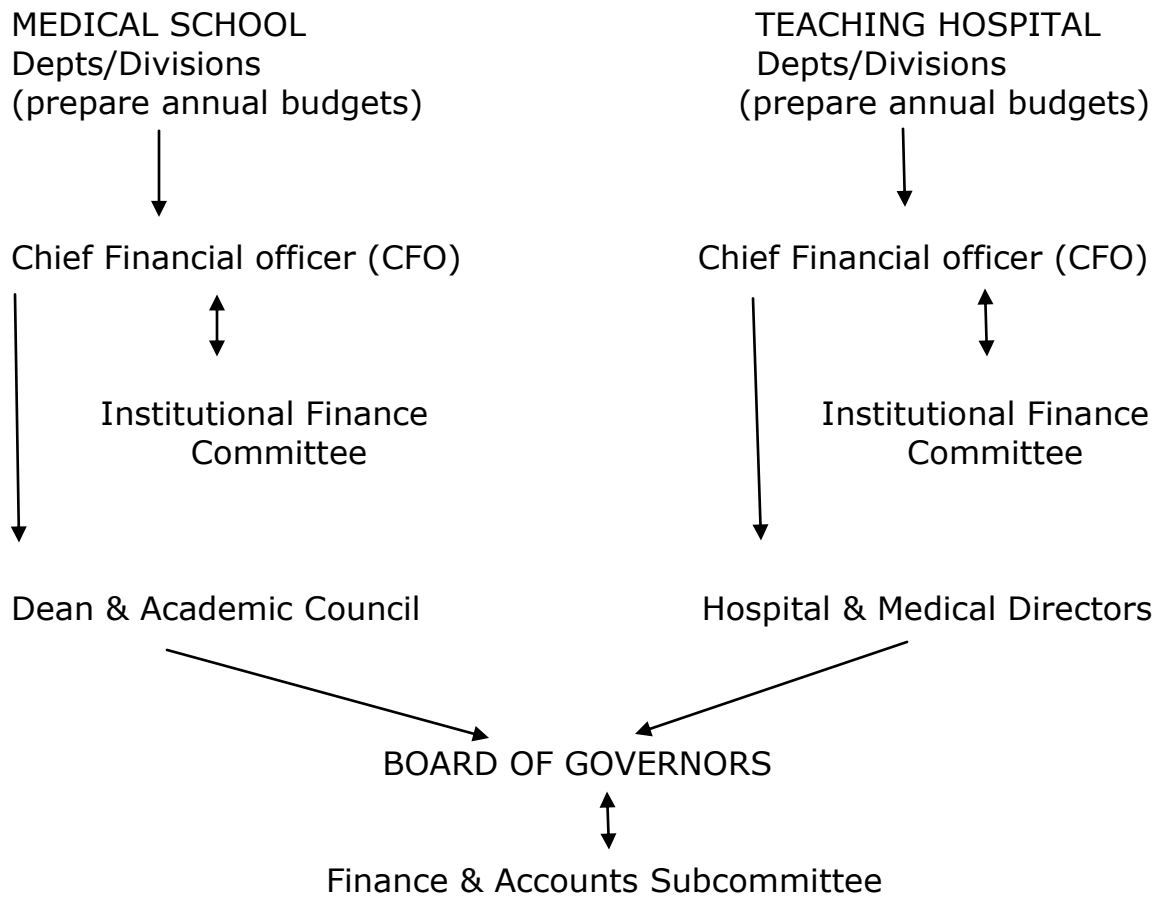 MEDICAL SCHOOL
Depts/Divisions
(prepare annual budgets)
TEACHING HOSPITAL
Depts/Divisions
(prepare annual budgets)
Chief Financial officer (CFO)
Chief Financial officer (CFO)
Institutional Finance
Committee
Institutional Finance
Committee
Dean & Academic Council
Hospital & Medical Directors
BOARD OF GOVERNORS
Finance & Accounts Subcommittee